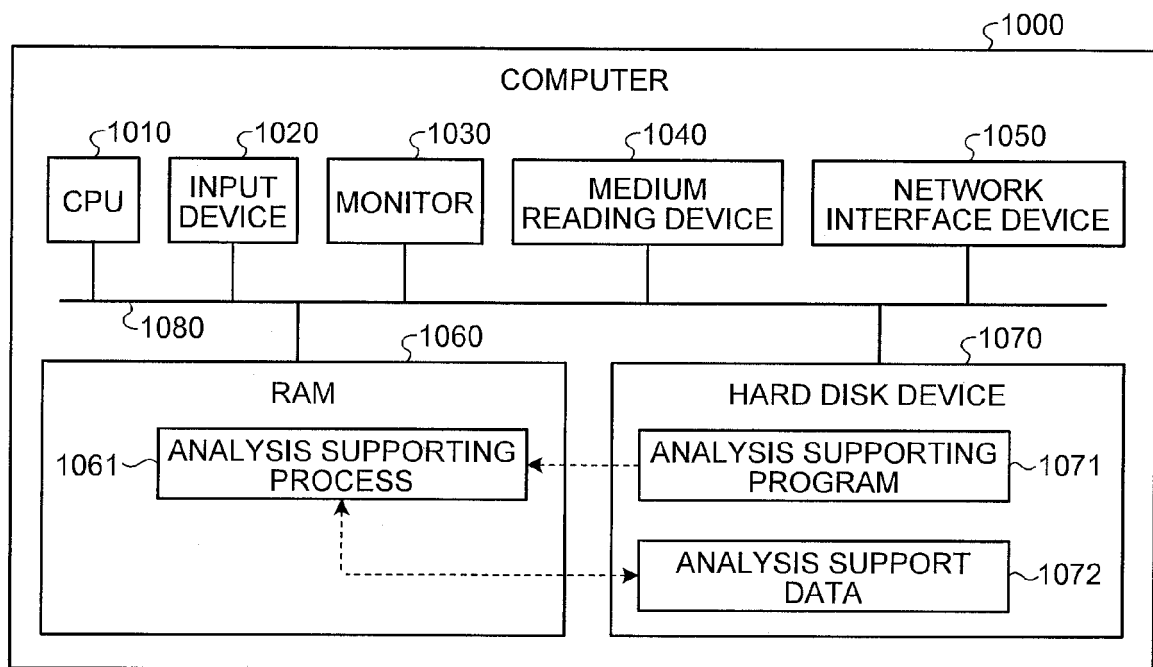 1000
COMPUTER
1010
1020
1030
1040
1050
CPU
INPUT
DEVICE
MONITOR
MEDIUM
READING DEVICE
NETWORK
INTERFACE DEVICE
1080
1060
1070
RAM
HARD DISK DEVICE
1061
ANALYSIS SUPPORTING
PROCESS
ANALYSIS SUPPORTING
PROGRAM
1071
ANALYSIS SUPPORT
DATA
1072